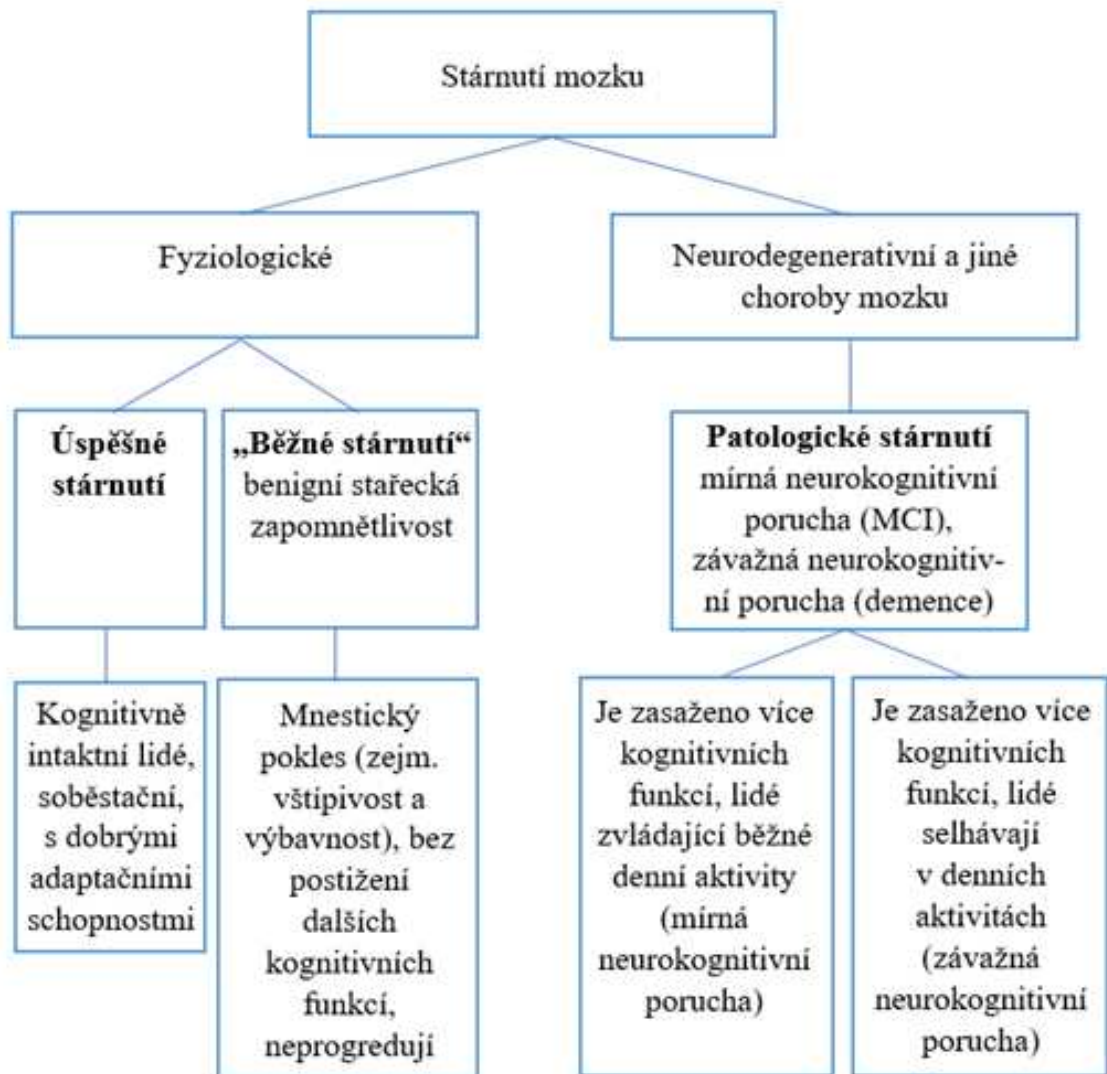 Stárnutí mozku
Fyziologické
Neurodegenerativní a jiné
choroby mozku
Úspěšné
stárnutí
„Běžné stárnutí“
benigní stařecká
zapomnětlivost
Patologické stárnutí
mírná neurokognitivní
porucha (MCI),
závažná neurokognitiv-
ní porucha (demence)
Kognitivně
intaktní lidé,
soběstační,
s dobrými
adaptačními
schopnostmi
Mnestický
pokles (zejm.
vštípivost a
výbavnost), bez
postižení
dalších
kognitivních
funkcí,
neprogredují
Je zasaženo více
kognitivních
funkcí, lidé
zvládající běžné
denní aktivity
(mírná
neurokognitivní
porucha)
Je zasaženo více
kognitivních
funkcí, lidé
selhávají
v denních
aktivitách
(závažná
neurokognitivní
porucha)